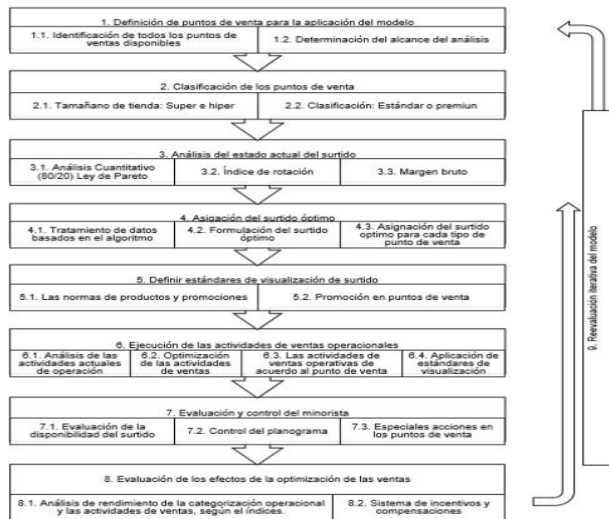 1. Definición de puntos de venta para la aplicación del modelo
1.1. Identificación de todos los puntos de
ventas disponibles
1.2. Determinación del alcance del análisis
2. Clasificación de los puntos de venta
2.1. Tamañano de tienda: Super e hiper
2.2. Clasificación: Estándar o premiun
3. Análisis del estado actual del surtido
3.1. Análisis Cuantitativo
(80/20) Ley de Pareto
3.2. Índice de rotación
3.3. Margen bruto
4. Asigación del surtido óptimo
4.1. Tratamiento de datos
basados en el algoritmo
4.2. Formulación del surtido
óptimo
4.3. Asignación del surtido
optimo para cada tipo de
punto de venta
5. Definir estándares de visualización de surtido
5.1. Las normas de productos y promociones
5.2. Promoción en puntos de venta
6. Ejecución de las actividades de ventas operacionales
6.1. Análisis de las
actividades actuales
de operación
6.2. Optimización
de las actividades
de ventas
6.3. Las actividades de
ventas operativas de
acuerdo al punto de venta
6.4. Aplicación de
estándares de
visualización
7. Evaluación y control del minorista
7.1. Evaluación de la
disponibilidad del surtido
7.2. Control del planograma
7.3. Especiales acciones en
los puntos de venta
8. Evaluación de los efectos de la optimización de las ventas
8.1. Análisis de rendimiento de la categorización operacional
y las actividades de ventas, según el índices.
8.2. Sistema de incentivos y
compensaciones
9. Reevaluación iterativa del modelo